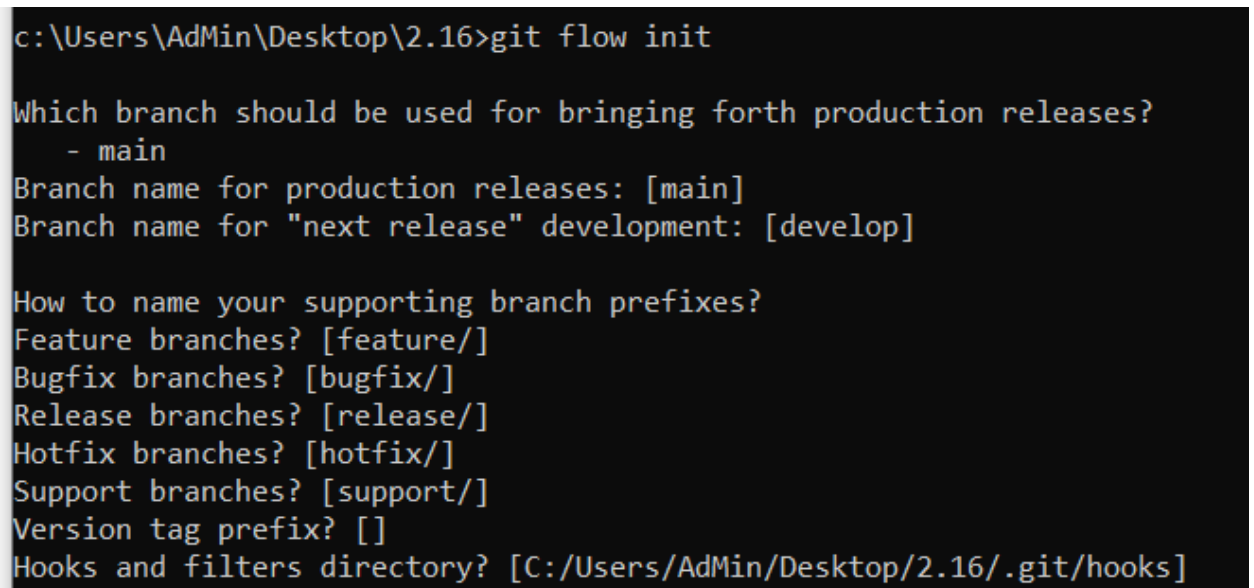 c:\Users\AdMin\Desktop\2.16>git flow init
Which branch should be used for bringing forth production releases?
   - main
Branch name for production releases: [main]
Branch name for "next release" development: [develop]
How to name your supporting branch prefixes?
Feature branches? [feature/]
Bugfix branches? [bugfix/]
Release branches? [release/]
Hotfix branches? [hotfix/]
Support branches? [support/]
Version tag prefix? []
Hooks and filters directory? [C:/Users/AdMin/Desktop/2.16/.git/hooks]